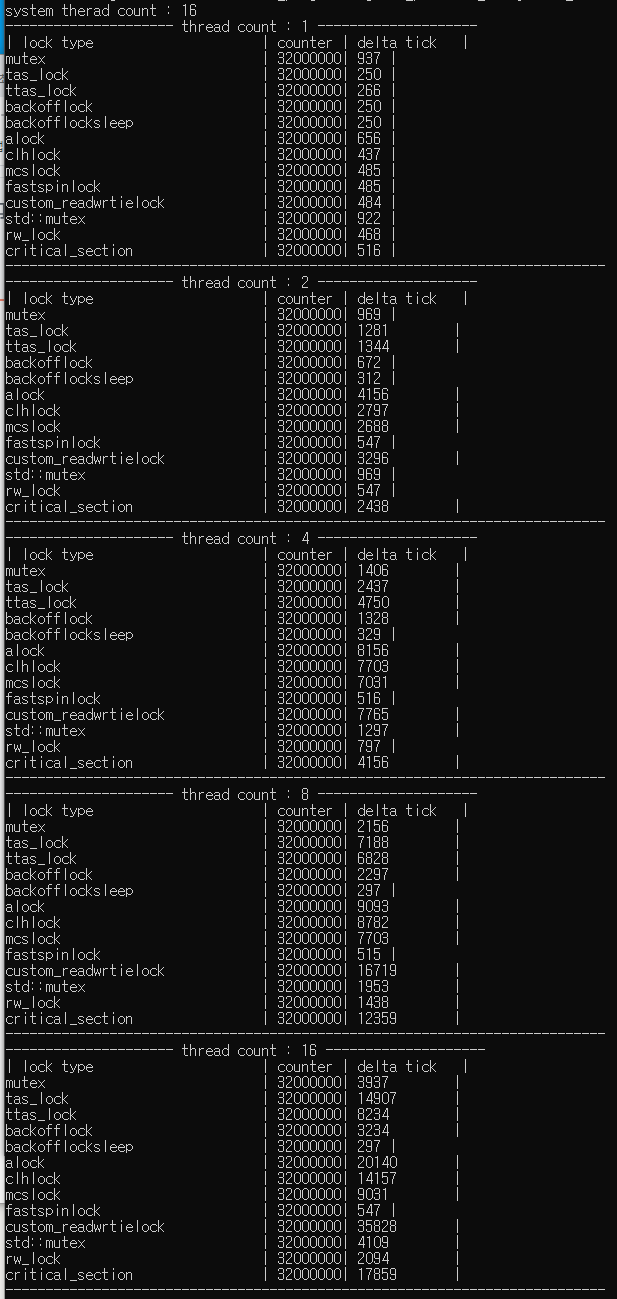 system therad count : 16
--------------------- thread count : 1 --------------------
| lock type | counter | delta tick |
mutex | 32000000| 937 |
tas_lock | 32000000| 250 |
ttas_lock | 32000000| 266 |
backofflock | 32000000| 250 |
backofflocksleep | 32000000| 250 |
alock | 32000000| 656 |
clhlock | 32000000| 437 |
mcslock | 32000000| 485 |
fastspinlock | 32000000| 485 |
custom_readwrtielock | 32000000| 484 |
std::mutex | 32000000| 922 |
rw_lock | 32000000| 468 |
critical_section | 32000000| 516 |
---------------------------------------------------------------------------
--------------------- thread count : 2 --------------------
| lock type | counter | delta tick |
mutex | 32000000| 969 |
tas_lock | 32000000| 1281 |
ttas_lock | 32000000| 1344 |
backofflock | 32000000| 672 |
backofflocksleep | 32000000| 312 |
alock | 32000000| 4156 |
clhlock | 32000000| 2797 |
mcslock | 32000000| 2688 |
fastspinlock | 32000000| 547 |
custom_readwrtielock | 32000000| 3296 |
std::mutex | 32000000| 969 |
rw_lock | 32000000| 547 |
critical_section | 32000000| 2438 |
---------------------------------------------------------------------------
--------------------- thread count : 4 --------------------
| lock type | counter | delta tick |
mutex | 32000000| 1406 |
tas_lock | 32000000| 2437 |
ttas_lock | 32000000| 4750 |
backofflock | 32000000| 1328 |
backofflocksleep | 32000000| 329 |
alock | 32000000| 8156 |
clhlock | 32000000| 7703 |
mcslock | 32000000| 7031 |
fastspinlock | 32000000| 516 |
custom_readwrtielock | 32000000| 7765 |
std::mutex | 32000000| 1297 |
rw_lock | 32000000| 797 |
critical_section | 32000000| 4156 |
---------------------------------------------------------------------------
--------------------- thread count : 8 --------------------
| lock type | counter | delta tick |
mutex | 32000000| 2156 |
tas_lock | 32000000| 7188 |
ttas_lock | 32000000| 6828 |
backofflock | 32000000| 2297 |
backofflocksleep | 32000000| 297 |
alock | 32000000| 9093 |
clhlock | 32000000| 8782 |
mcslock | 32000000| 7703 |
fastspinlock | 32000000| 515 |
custom_readwrtielock | 32000000| 16719 |
std::mutex | 32000000| 1953 |
rw_lock | 32000000| 1438 |
critical_section | 32000000| 12359 |
---------------------------------------------------------------------------
--------------------- thread count : 16 --------------------
| lock type | counter | delta tick |
mutex | 32000000| 3937 |
tas_lock | 32000000| 14907 |
ttas_lock | 32000000| 8234 |
backofflock | 32000000| 3234 |
backofflocksleep | 32000000| 297 |
alock | 32000000| 20140 |
clhlock | 32000000| 14157 |
mcslock | 32000000| 9031 |
fastspinlock | 32000000| 547 |
custom_readwrtielock | 32000000| 35828 |
std::mutex | 32000000| 4109 |
rw_lock | 32000000| 2094 |
critical_section | 32000000| 17859 |
---------------------------------------------------------------------------